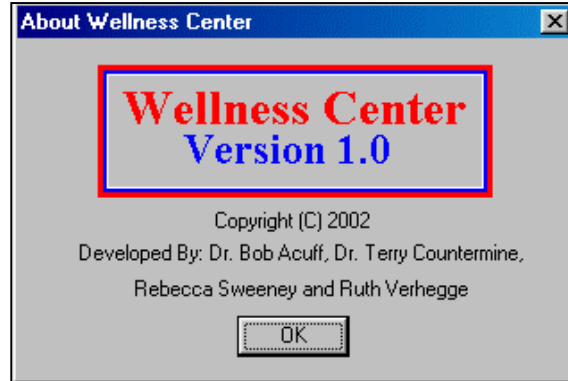 About Wellness Center
Wellness Center
Version 1.0
Copyright (C) 2002
Developed By: Dr. Bob Acuff, Dr. Terry Countermine,
Rebecca Sweeney and Ruth Verhegge
OK